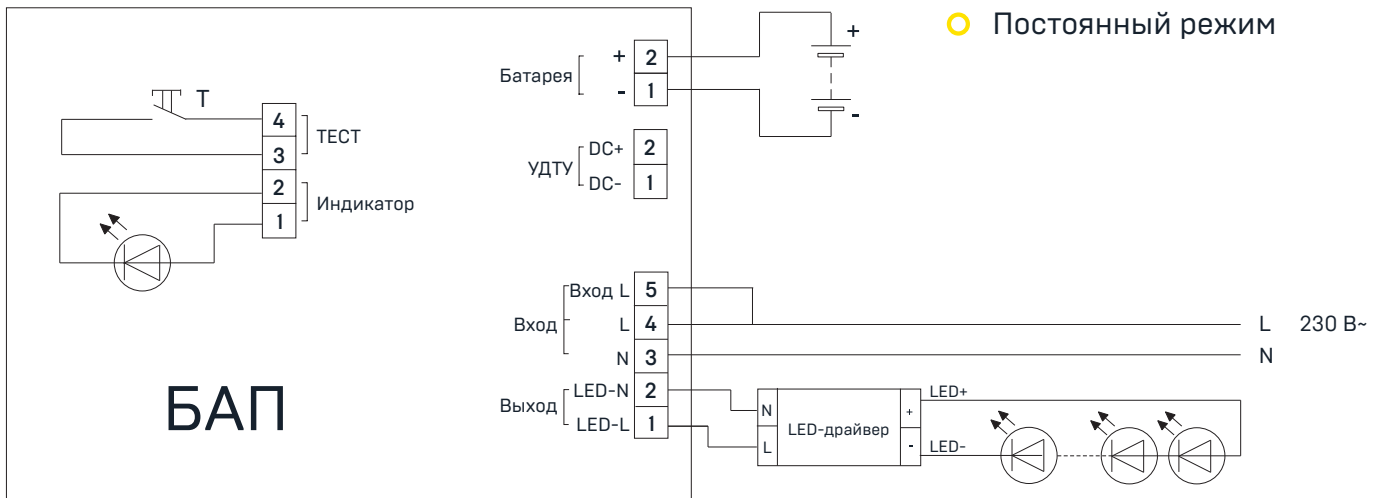 Постоянный режим
+
-
Батарея
+ 2
- 1
T
4
3
ТЕСТ
2
1
Индикатор
УДТУ
DC+ 2
DC- 1
Вход
Вход L 5
L 4
N 3
L 230 В~
N
Выход
LED-N 2
LED-L 1
N
L
LED-драйвер
+
-
LED+
LED-
БАП